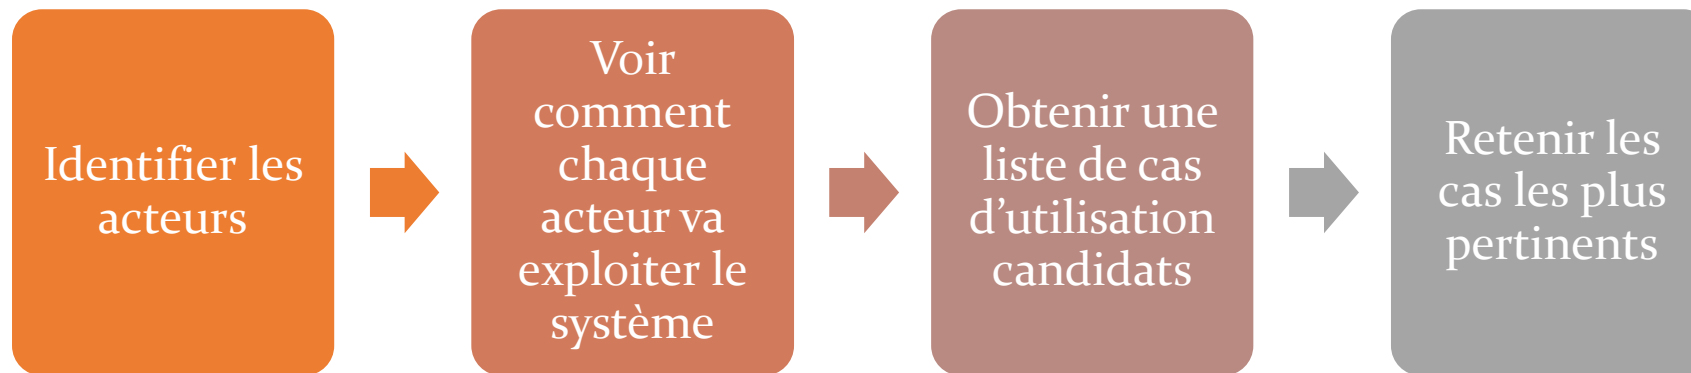 Identifier les
acteurs
Voir
comment
chaque
acteur va
exploiter le
système
Obtenir une
liste de cas
d’utilisation
candidats
Retenir les
cas les plus
pertinents